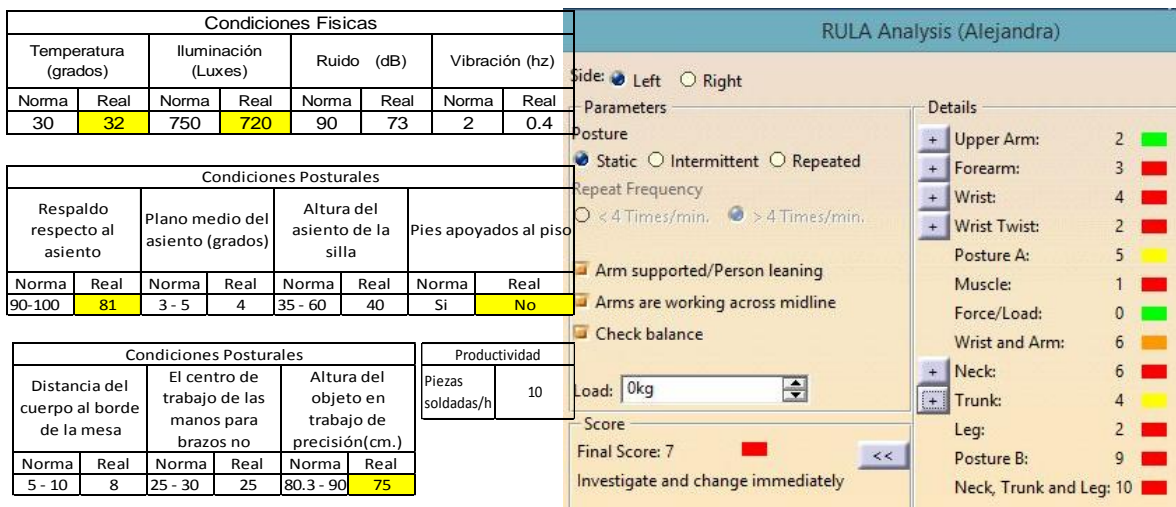 Condiciones Fisicas
Temperatura (grados) Iluminación (Luxes) Ruido (dB) Vibración (hz)
Norma Real Norma Real Norma Real Norma Real
30 32 750 720 90 73 2 0.4
Condiciones Posturales
Respaldo respecto al asiento Plano medio del asiento (grados) Altura del asiento de la silla Pies apoyados al piso
Norma Real Norma Real Norma Real Norma Real
90-100 81 3 - 5 4 35 - 60 40 Si No
Condiciones Posturales
Distancia del cuerpo al borde de la mesa El centro de trabajo de las manos para brazos no Altura del objeto en trabajo de precisión(cm.)
Norma Real Norma Real Norma Real
5 - 10 8 25 - 30 25 80.3 - 90 75
Productividad
Piezas soldadas/h 10
RULA Analysis (Alejandra)
Side: Left Right
Parameters
Posture
Static Intermittent Repeated
Repeat Frequency
< 4 Times/min. > 4 Times/min.
Arm supported/Person leaning
Arms are working across midline
Check balance
Load: 0kg
Score
Final Score: 7
<<
Investigate and change immediately
Details
+ Upper Arm: 2
+ Forearm: 3
+ Wrist: 4
+ Wrist Twist: 2
Posture A: 5
Muscle: 1
Force/Load: 0
Wrist and Arm: 6
+ Neck: 6
+ Trunk: 4
Leg: 2
Posture B: 9
Neck, Trunk and Leg: 10